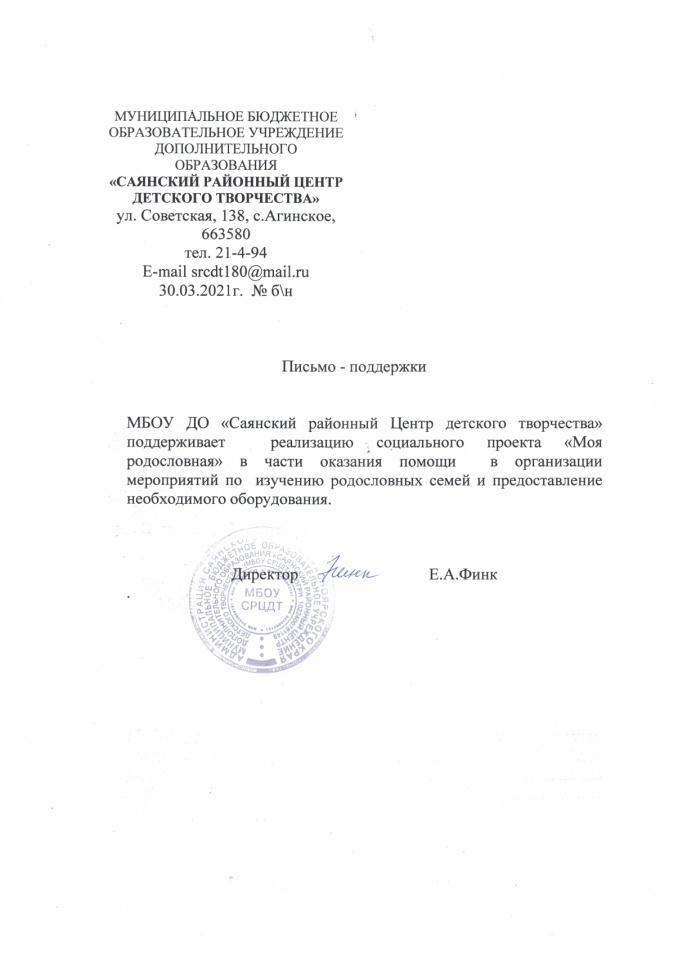 МУНИЦИПАЛЬНОЕ БЮДЖЕТНОЕ
ОБРАЗОВАТЕЛЬНОЕ УЧРЕЖДЕНИЕ
ДОПОЛНИТЕЛЬНОГО
ОБРАЗОВАНИЯ
«САЯНСКИЙ РАЙОННЫЙ ЦЕНТР
ДЕТСКОГО ТВОРЧЕСТВА»
ул. Советская, 138, с.Агинское,
663580
тел. 21-4-94
E-mail srcdt180@mail.ru
30.03.2021г. № б\н
Письмо - поддержки
МБОУ ДО «Саянский районный Центр детского творчества»
поддерживает реализацию социального проекта «Моя
родословная» в части оказания помощи в организации
мероприятий по изучению родословных семей и предоставление
необходимого оборудования.
Директор Финк Е.А.Финк
МБОУ
СРЦДТ